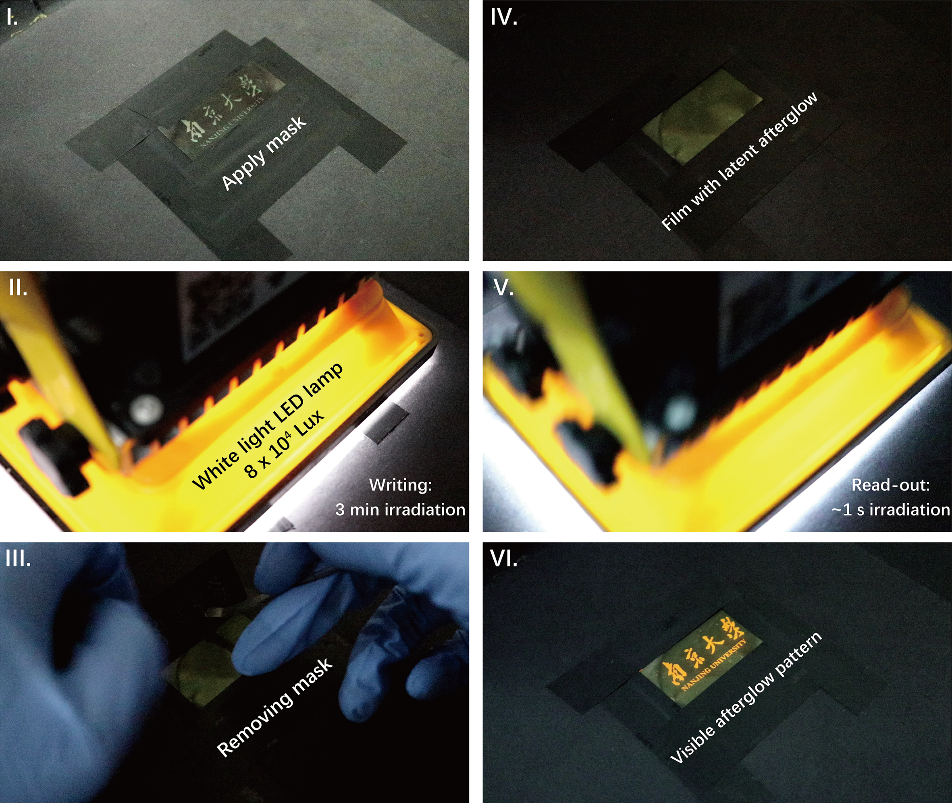 I.
南京大学
NANJING UNIVERSITY
Apply mask
II.
White light LED lamp
8 x 10⁴ Lux
Writing:
3 min irradiation
III.
Removing mask
IV.
Film with latent afterglow
V.
Read-out:
~1 s irradiation
VI.
南京大学
NANJING UNIVERSITY
Visible afterglow pattern